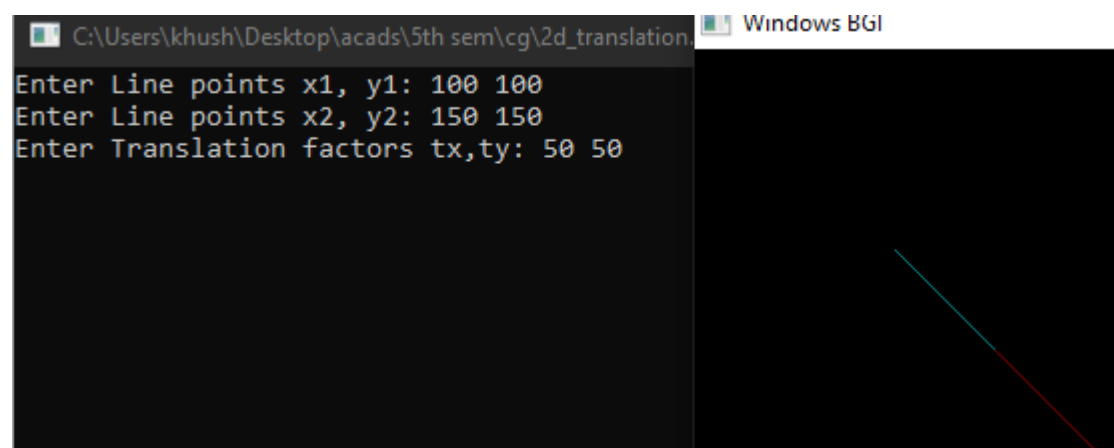 C:\Users\khush\Desktop\acads\5th sem\cg\2d_translation.
Windows BGI
Enter Line points x1, y1: 100 100
Enter Line points x2, y2: 150 150
Enter Translation factors tx,ty: 50 50